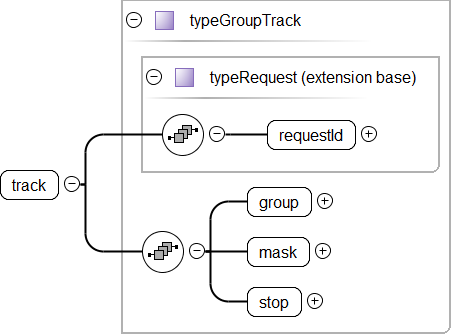 typeGroupTrack
typeRequest (extension base)
requestId
track
group
mask
stop